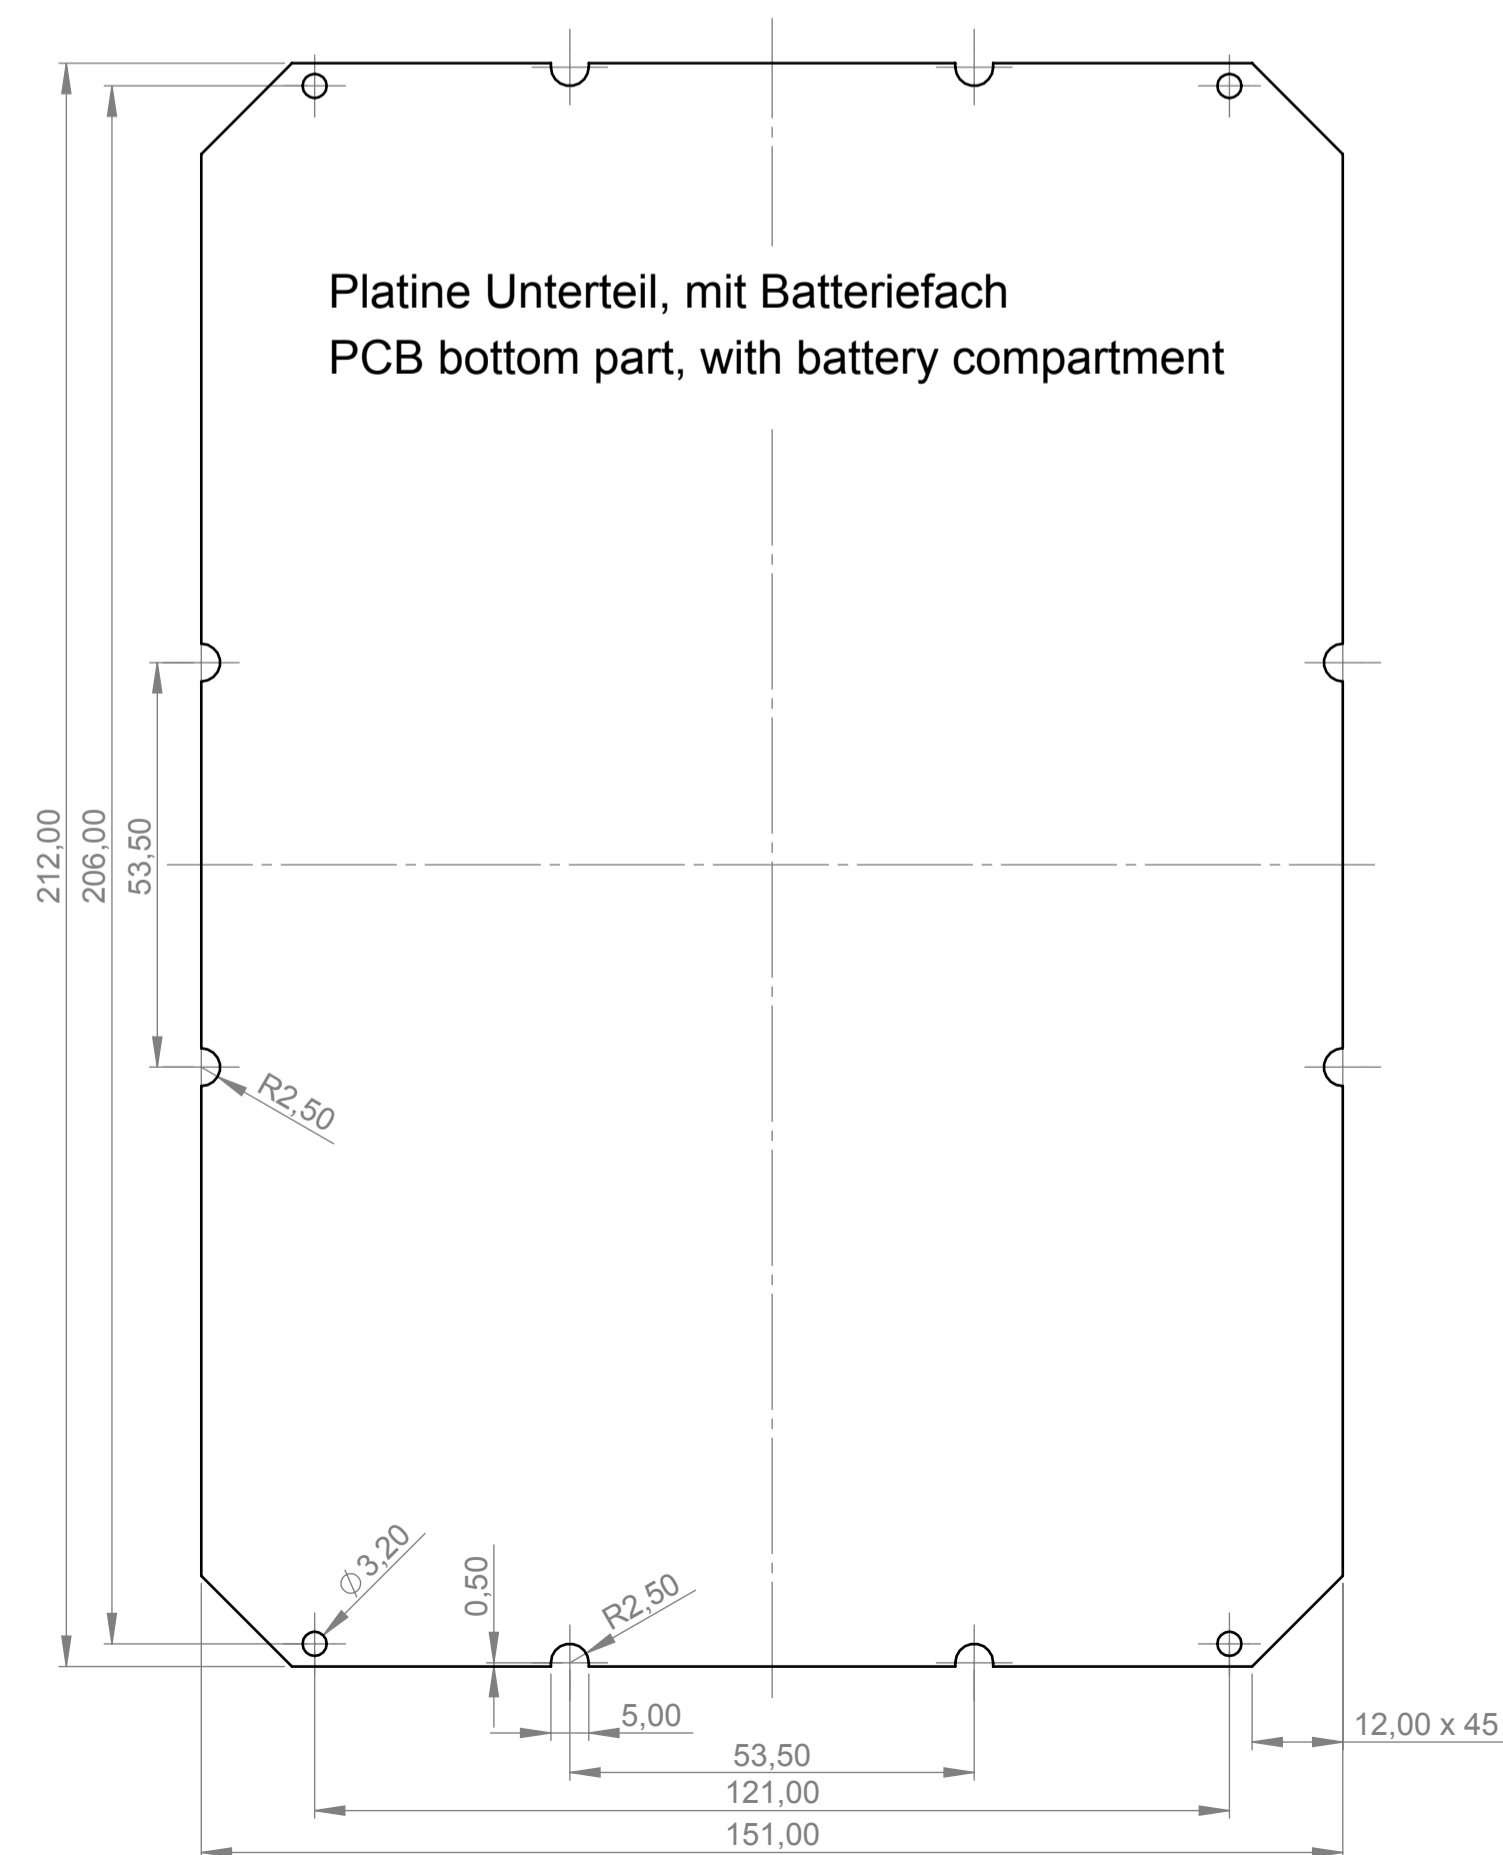 Platine Unterteil, mit Batteriefach
PCB bottom part, with battery compartment
212,00
206,00
53,50
R2,50
∅3,20
0,50
R2,50
5,00
12,00 x 45
53,50
121,00
151,00